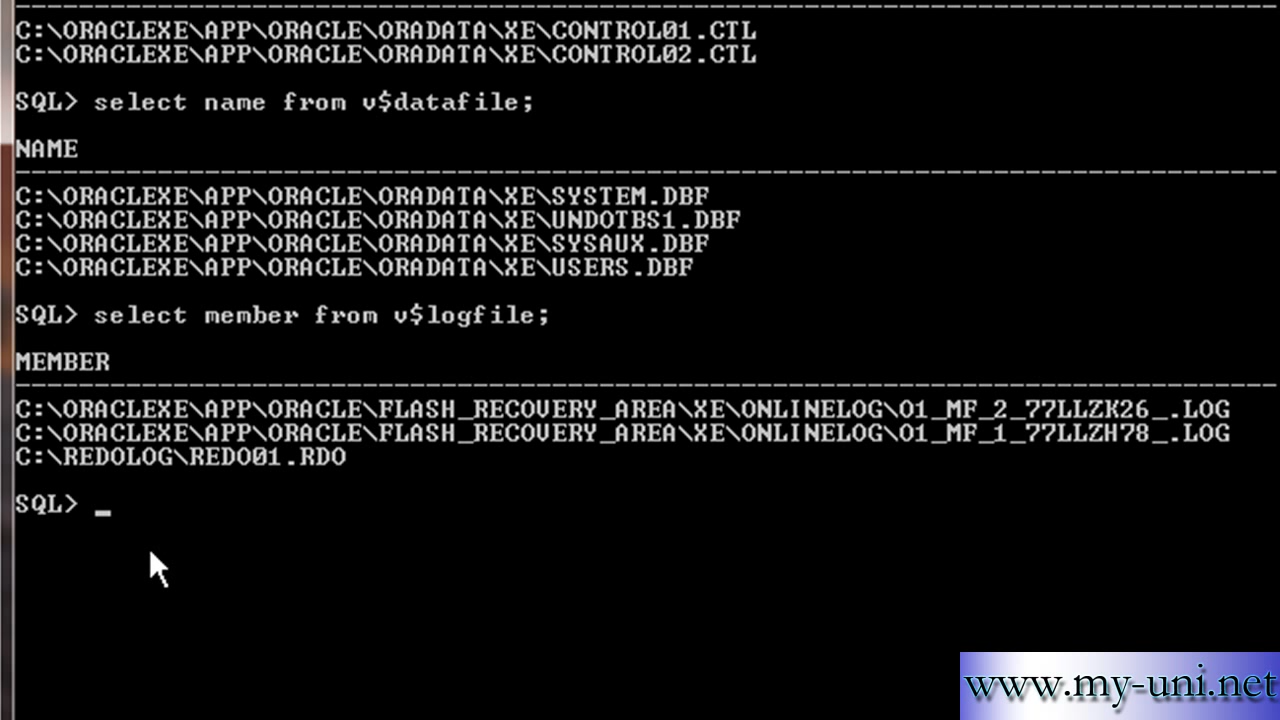 C:\ORACLEXE\APP\ORACLE\ORADATA\XE\CONTROL01.CTL
C:\ORACLEXE\APP\ORACLE\ORADATA\XE\CONTROL02.CTL
SQL> select name from v$datafile;
NAME
--------------------------------------------------------------------------------
C:\ORACLEXE\APP\ORACLE\ORADATA\XE\SYSTEM.DBF
C:\ORACLEXE\APP\ORACLE\ORADATA\XE\UNDOTBS1.DBF
C:\ORACLEXE\APP\ORACLE\ORADATA\XE\SYSAUX.DBF
C:\ORACLEXE\APP\ORACLE\ORADATA\XE\USERS.DBF
SQL> select member from v$logfile;
MEMBER
--------------------------------------------------------------------------------
C:\ORACLEXE\APP\ORACLE\FLASH_RECOVERY_AREA\XE\ONLINELOG\O1_MF_2_77LLZK26_.LOG
C:\ORACLEXE\APP\ORACLE\FLASH_RECOVERY_AREA\XE\ONLINELOG\O1_MF_1_77LLZH78_.LOG
C:\REDOLOG\REDO01.RDO
SQL> _
www.my-uni.net